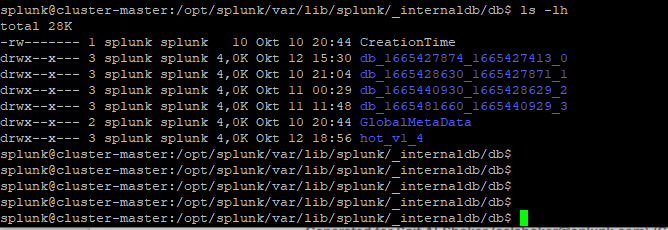 splunk@cluster-master:/opt/splunk/var/lib/splunk/_internaldb/db$ ls -lh
total 28K
-rw------- 1 splunk splunk   10 Okt 10 20:44 CreationTime
drwx--x--- 3 splunk splunk 4,0K Okt 12 15:30 db_1665427874_1665427413_0
drwx--x--- 3 splunk splunk 4,0K Okt 10 21:04 db_1665428630_1665427871_1
drwx--x--- 3 splunk splunk 4,0K Okt 11 00:29 db_1665440930_1665428629_2
drwx--x--- 3 splunk splunk 4,0K Okt 11 11:48 db_1665481660_1665440929_3
drwx--x--- 2 splunk splunk 4,0K Okt 10 20:44 GlobalMetaData
drwx--x--- 3 splunk splunk 4,0K Okt 12 18:56 hot_v1_4
splunk@cluster-master:/opt/splunk/var/lib/splunk/_internaldb/db$
splunk@cluster-master:/opt/splunk/var/lib/splunk/_internaldb/db$
splunk@cluster-master:/opt/splunk/var/lib/splunk/_internaldb/db$
splunk@cluster-master:/opt/splunk/var/lib/splunk/_internaldb/db$
splunk@cluster-master:/opt/splunk/var/lib/splunk/_internaldb/db$